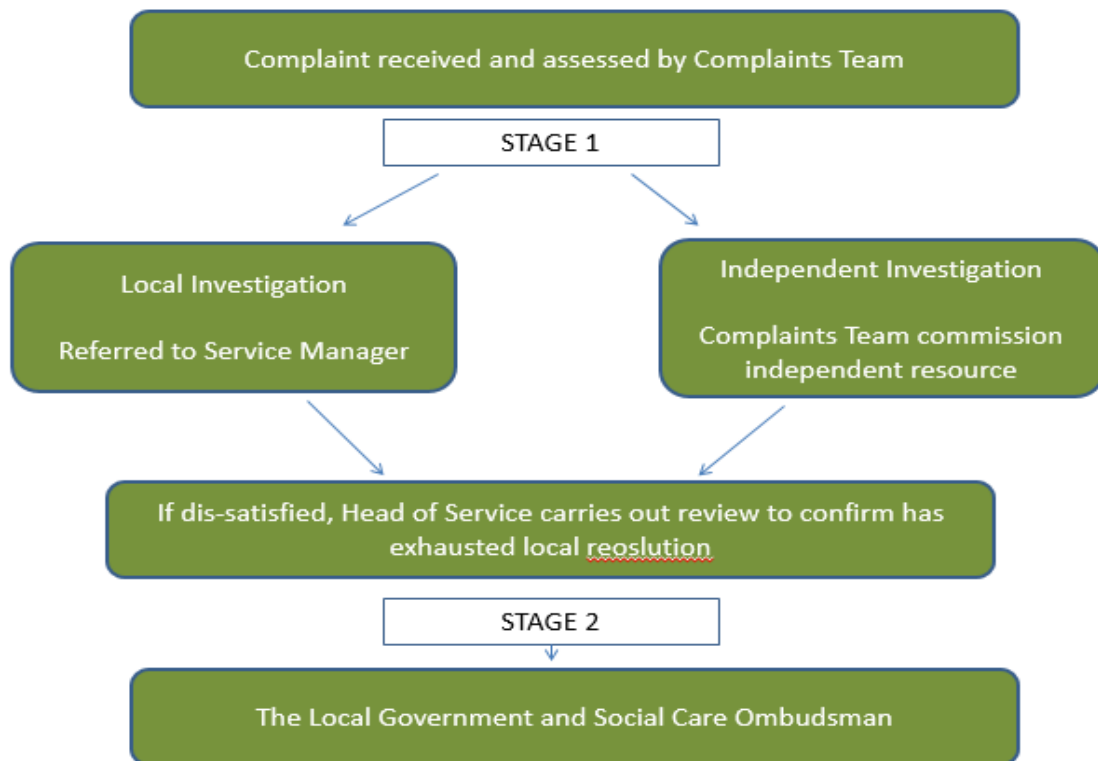 Complaint received and assessed by Complaints Team
STAGE 1
Local Investigation
Referred to Service Manager
Independent Investigation
Complaints Team commission
independent resource
If dis-satisfied, Head of Service carries out review to confirm has
exhausted local reoslution
STAGE 2
The Local Government and Social Care Ombudsman